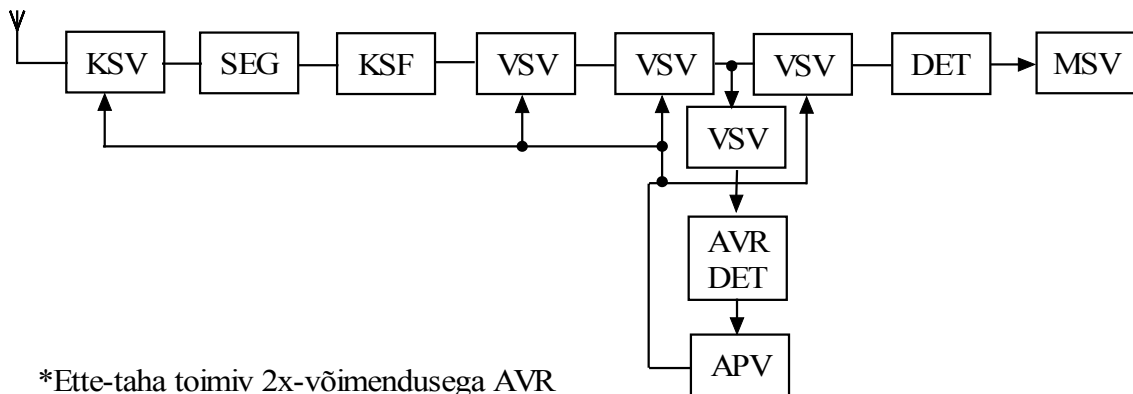 KSV SEG KSF VSV VSV VSV DET MSV
VSV
AVR
DET
APV
*Ette-taha toimiv 2x-võimendusega AVR